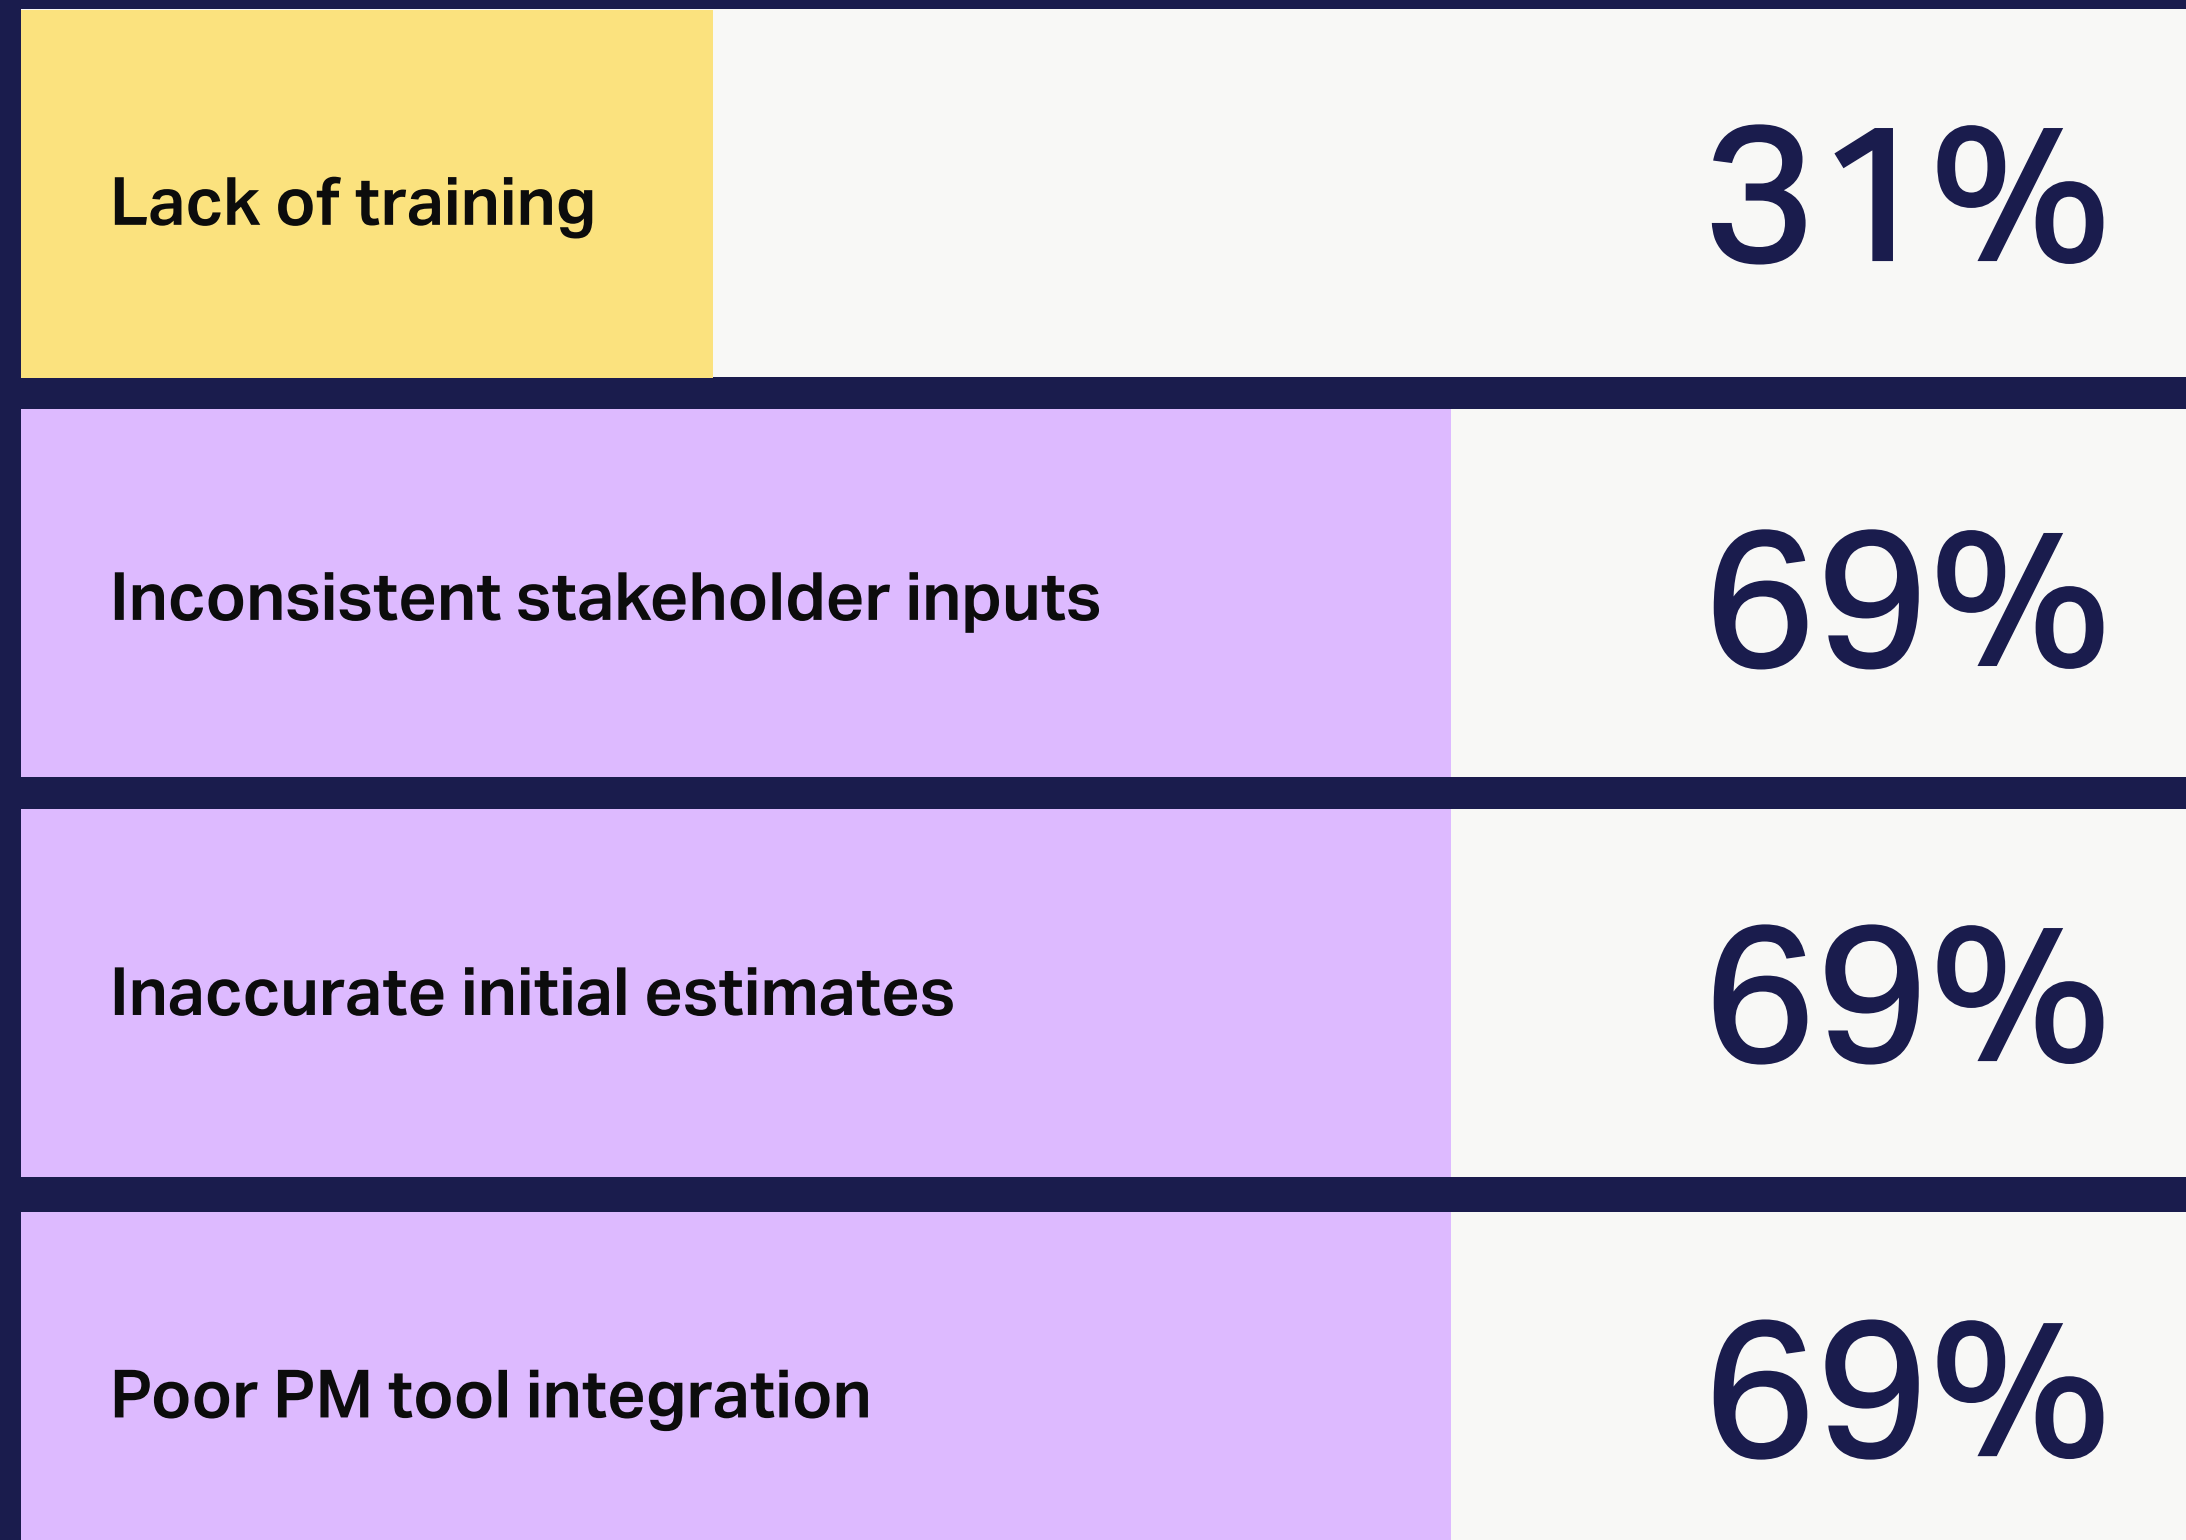 Lack of training
31%
Inconsistent stakeholder inputs
69%
Inaccurate initial estimates
69%
Poor PM tool integration
69%